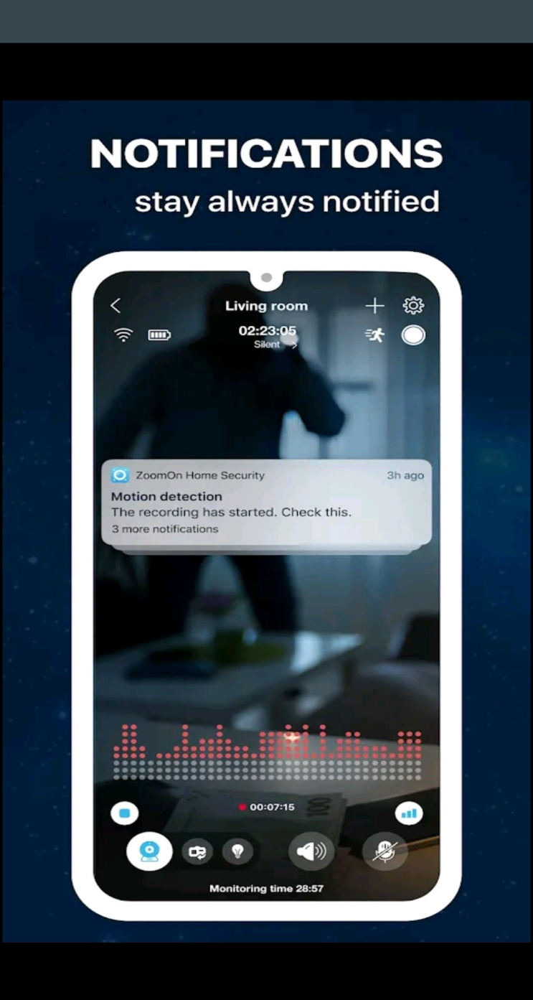 NOTIFICATIONS
stay always notified
Living room
02:23:05
Silent
ZoomOn Home Security 3h ago
Motion detection
The recording has started. Check this.
3 more notifications
00:07:15
100
Monitoring time 28:57